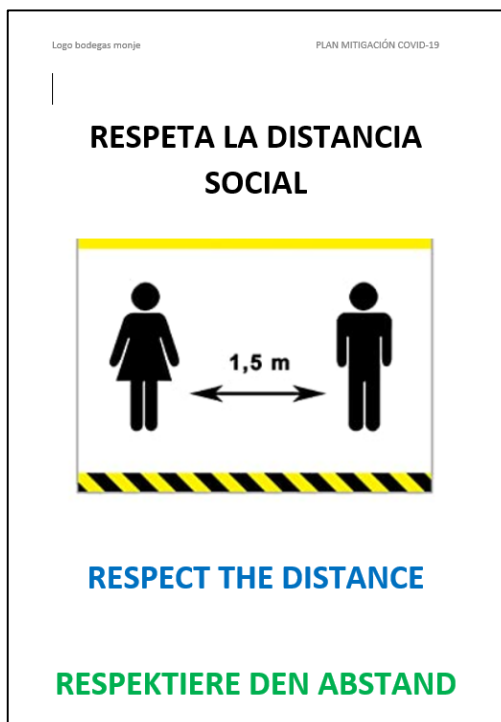 Logo bodegas monje PLAN MITIGACIÓN COVID-19
RESPETA LA DISTANCIA
SOCIAL
1,5 m
RESPECT THE DISTANCE
RESPEKTIERE DEN ABSTAND